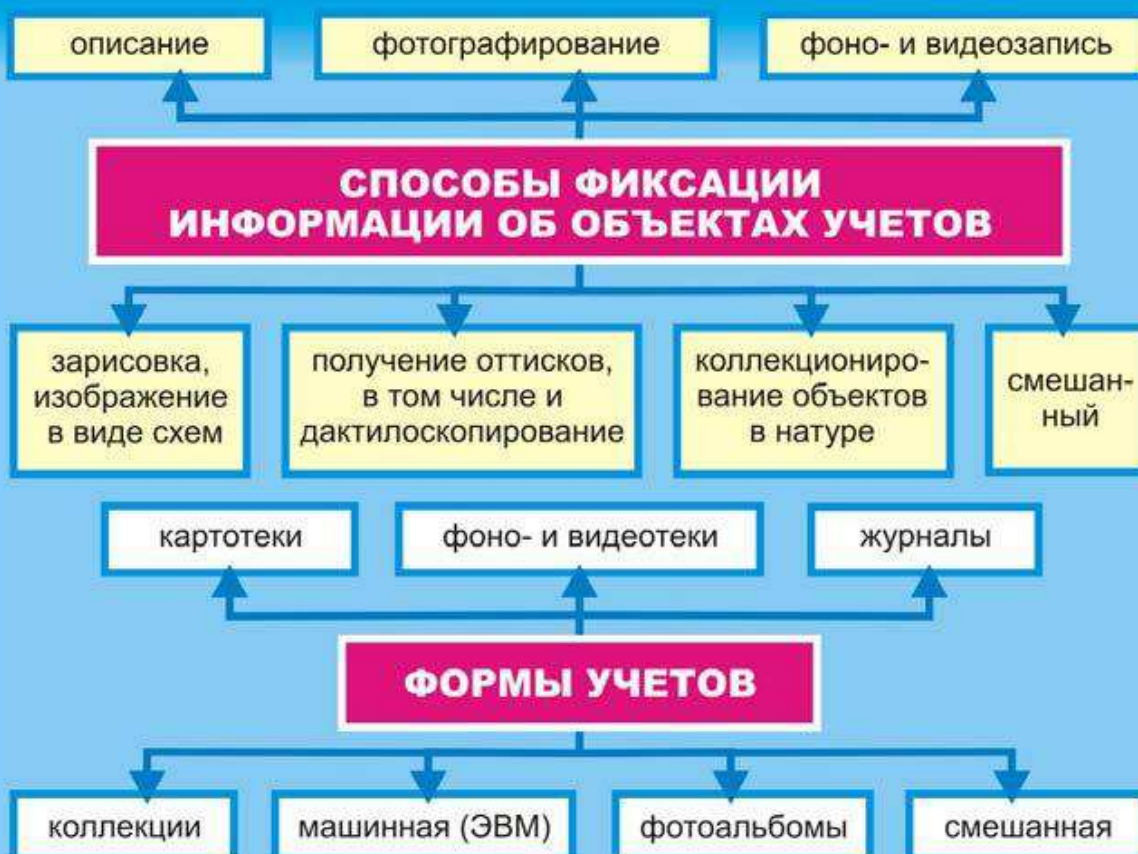 описание
фотографирование
фоно- и видеозапись
СПОСОБЫ ФИКСАЦИИ
ИНФОРМАЦИИ ОБ ОБЪЕКТАХ УЧЕТОВ
зарисовка,
изображение
в виде схем
получение оттисков,
в том числе и
дактилоскопирование
коллекциониро-
вание объектов
в натуре
смешан-
ный
картотеки
фоно- и видеотеки
журналы
ФОРМЫ УЧЕТОВ
коллекции
машинная (ЭВМ)
фотоальбомы
смешанная